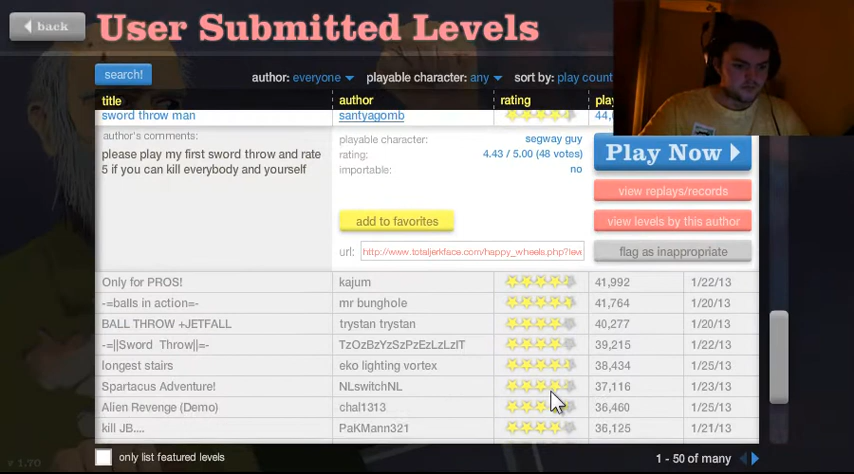 back
User Submitted Levels
search!
author: everyone playable character: any sort by: play count
title author rating
sword throw man santyagomb
author's comments:
please play my first sword throw and rate
5 if you can kill everybody and yourself
playable character: segway guy
rating: 4.43 / 5.00 (48 votes)
importable: no
add to favorites
url: http://www.totaljerkface.com/happy_wheels.php?lev
Play Now
view replays/records
view levels by this author
flag as inappropriate
Only for PROS! kajum 41,992 1/22/13
-=balls in action=- mr bunghole 41,764 1/20/13
BALL THROW +JETFALL trystan trystan 40,277 1/20/13
-=||Sword Throw||=- TzOzBzYzSzPzEzLzLzIT 39,215 1/22/13
longest stairs eko lighting vortex 38,434 1/25/13
Spartacus Adventure! NLswitchNL 37,116 1/23/13
Alien Revenge (Demo) chal1313 36,460 1/25/13
kill JB.... PaKMann321 36,125 1/21/13
only list featured levels
1 - 50 of many
1.70